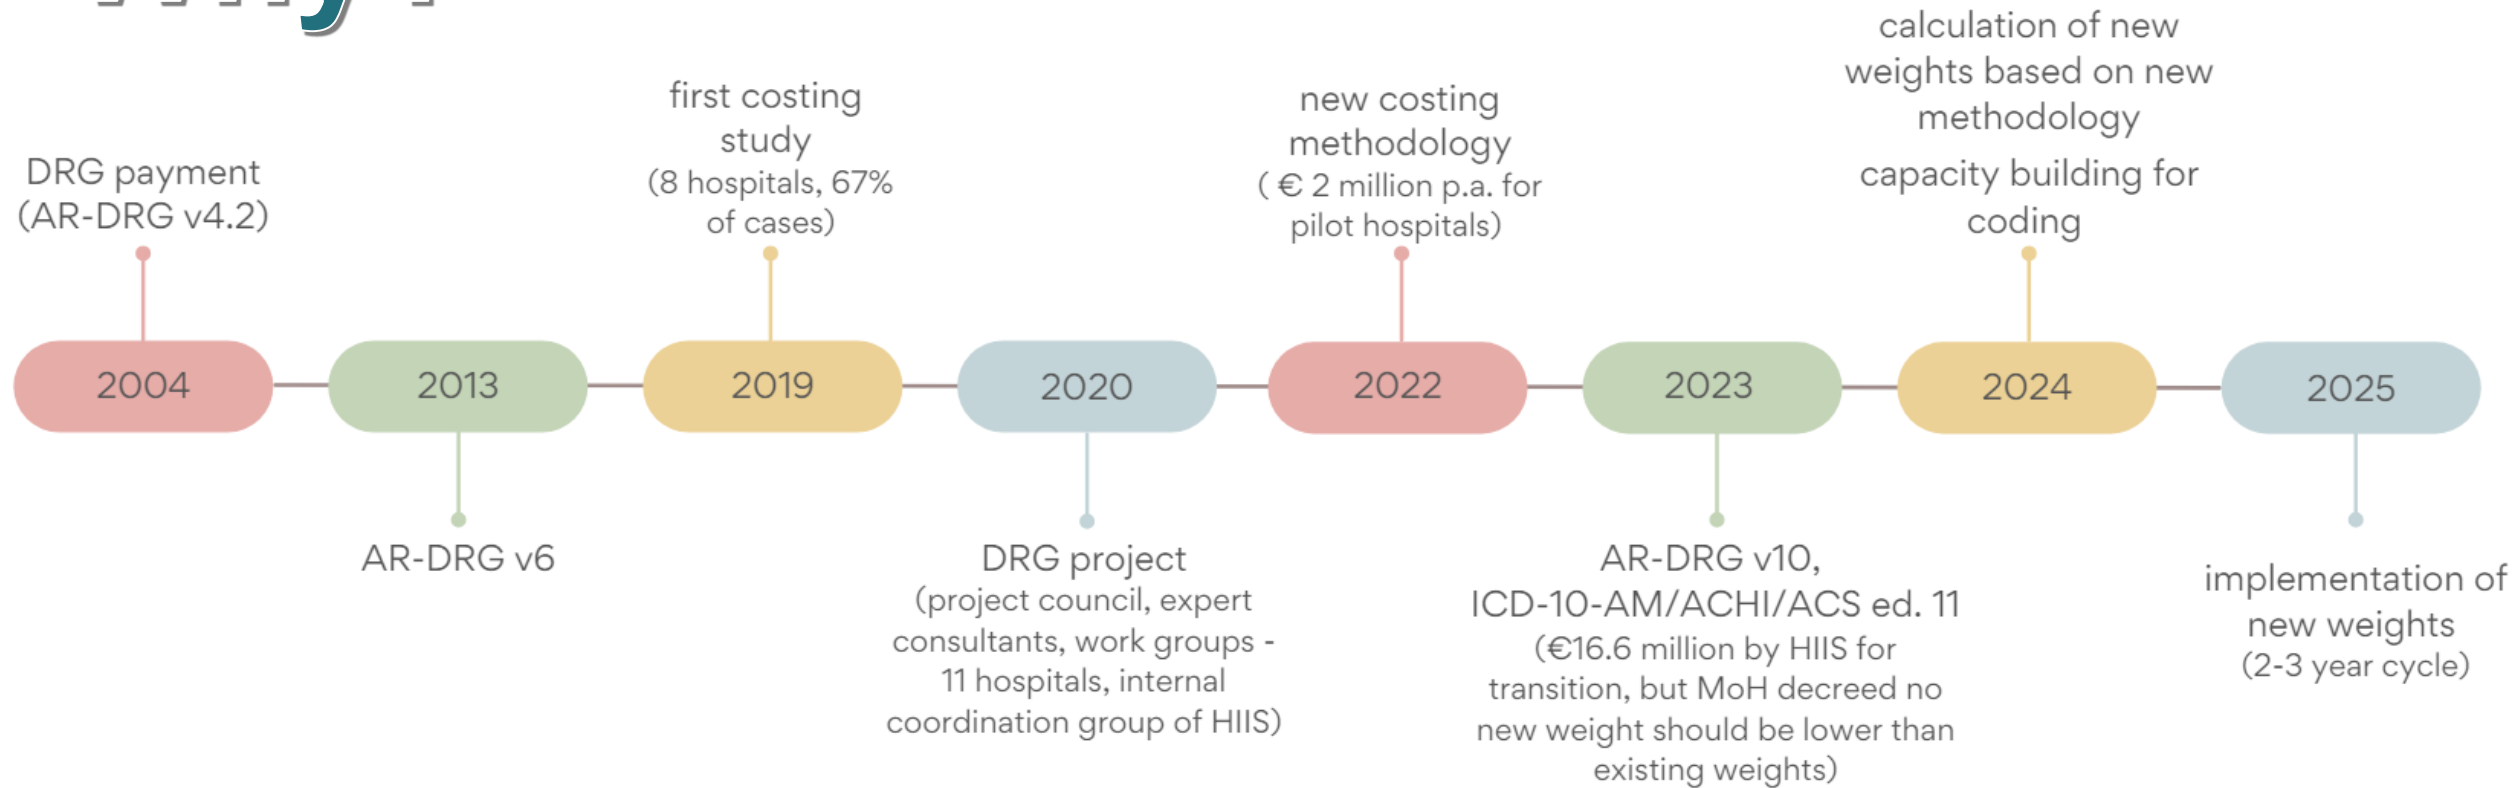 DRG payment
(AR-DRG v4.2)
2004
2013
AR-DRG v6
first costing
study
(8 hospitals, 67%
of cases)
2019
2020
DRG project
(project council, expert
consultants, work groups -
11 hospitals, internal
coordination group of HIIS)
new costing
methodology
( € 2 million p.a. for
pilot hospitals)
2022
2023
AR-DRG v10,
ICD-10-AM/ACHI/ACS ed. 11
(€16.6 million by HIIS for
transition, but MoH decreed no
new weight should be lower than
existing weights)
calculation of new
weights based on new
methodology
capacity building for
coding
2024
2025
implementation of
new weights
(2-3 year cycle)